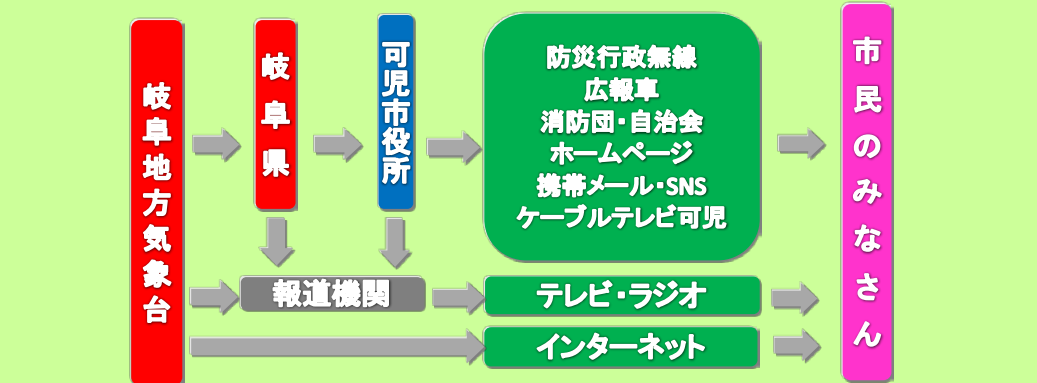 岐阜地方気象台
岐阜県
可児市役所
防災行政無線
広報車
消防団・自治会
ホームページ
携帯メール・SNS
ケーブルテレビ可児
市民のみなさん
報道機関
テレビ・ラジオ
インターネット